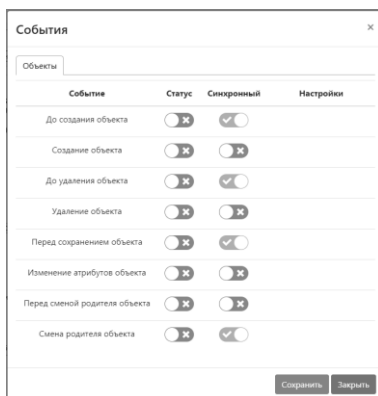 События
×
Объекты
Событие Статус Синхронный Настройки
До создания объекта
Создание объекта
До удаления объекта
Удаление объекта
Перед сохранением объекта
Изменение атрибутов объекта
Перед сменой родителя объекта
Смена родителя объекта
Сохранить Закрыть